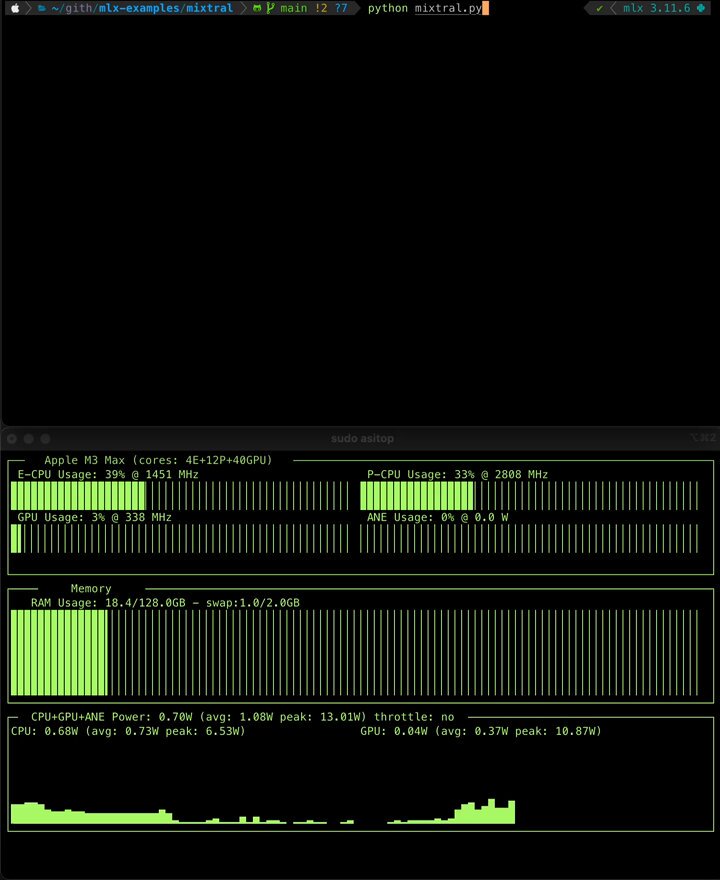 ~/gith/mlx-examples/mixtral main !2 ?7 python mixtral.py ✔ mlx 3.11.6
sudo asitop ⌥⌘2
Apple M3 Max (cores: 4E+12P+40GPU)
E-CPU Usage: 39% @ 1451 MHz P-CPU Usage: 33% @ 2808 MHz
GPU Usage: 3% @ 338 MHz ANE Usage: 0% @ 0.0 W
Memory
RAM Usage: 18.4/128.0GB - swap:1.0/2.0GB
CPU+GPU+ANE Power: 0.70W (avg: 1.08W peak: 13.01W) throttle: no
CPU: 0.68W (avg: 0.73W peak: 6.53W) GPU: 0.04W (avg: 0.37W peak: 10.87W)